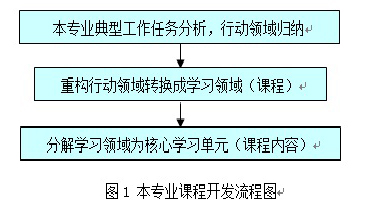 本专业典型工作任务分析，行动领域归纳
重构行动领域转换成学习领域（课程）
分解学习领域为核心学习单元（课程内容）
图 1 本专业课程开发流程图